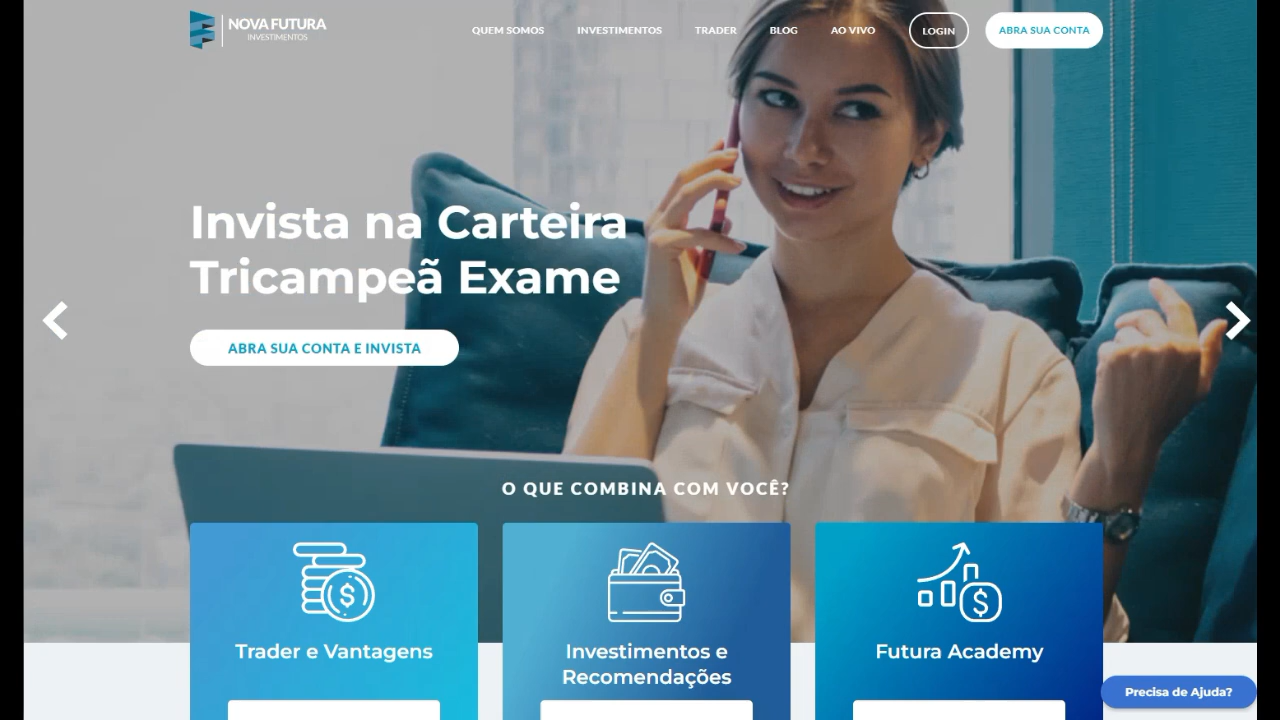 NOVA FUTURA
INVESTIMENTOS
QUEM SOMOS
INVESTIMENTOS
TRADER
BLOG
AO VIVO
LOGIN
ABRA SUA CONTA
Invista na Carteira
Tricampeã Exame
ABRA SUA CONTA E INVISTA
O QUE COMBINA COM VOCÊ?
Trader e Vantagens
Investimentos e
Recomendações
Futura Academy
Precisa de Ajuda?